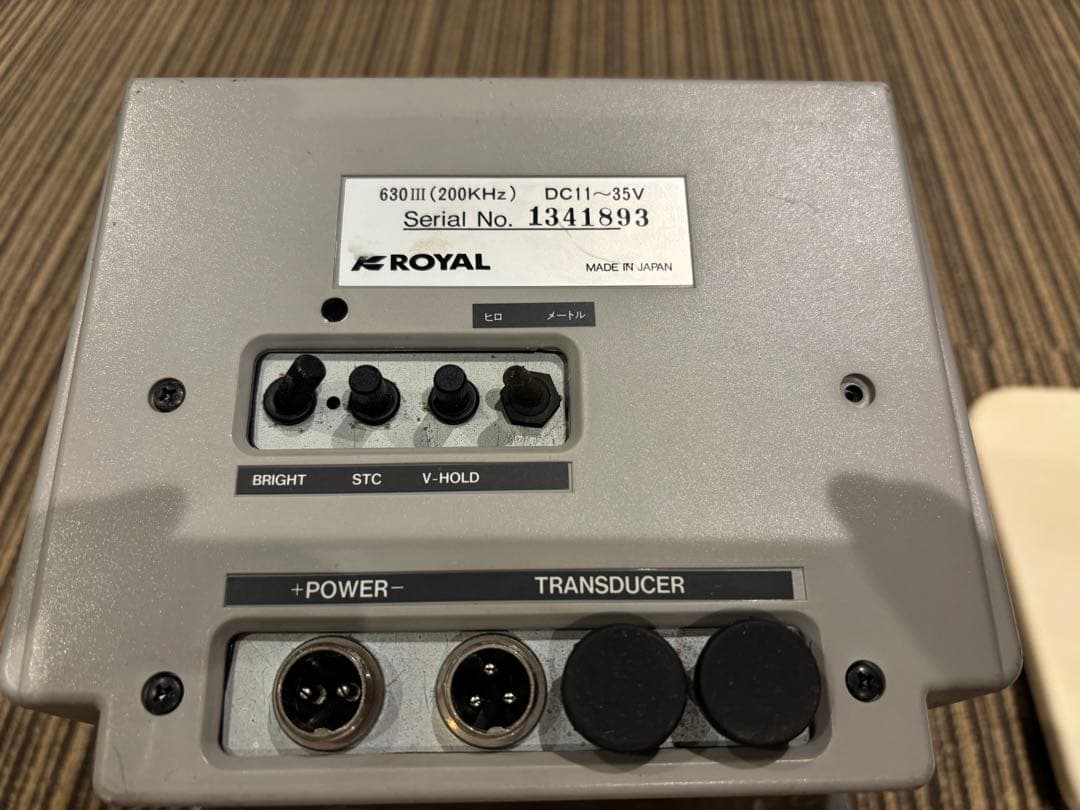 630III(200KHz) DC11～35V
Serial No. 1341893
ROYAL MADE IN JAPAN
ヒロ メートル
BRIGHT STC V-HOLD
+POWER− TRANSDUCER